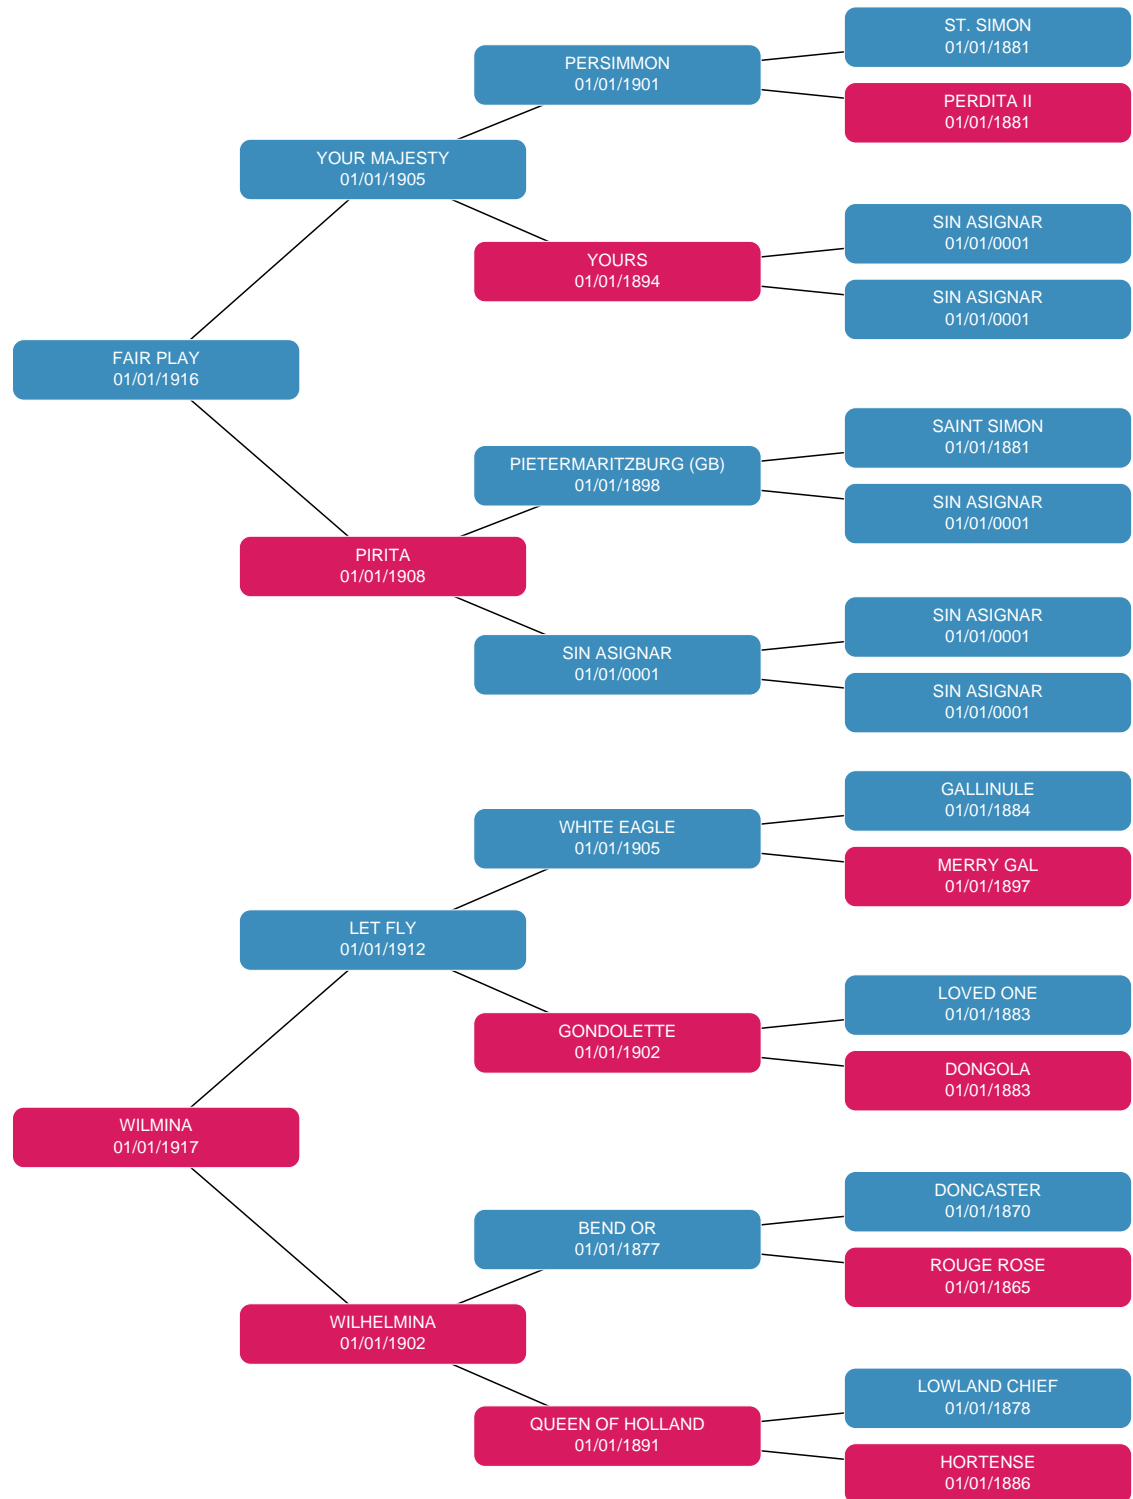 ST. SIMON
01/01/1881
PERSIMMON
01/01/1901
PERDITA II
01/01/1881
YOUR MAJESTY
01/01/1905
SIN ASIGNAR
01/01/0001
YOURS
01/01/1894
SIN ASIGNAR
01/01/0001
FAIR PLAY
01/01/1916
SAINT SIMON
01/01/1881
PIETERMARITZBURG (GB)
01/01/1898
SIN ASIGNAR
01/01/0001
PIRITA
01/01/1908
SIN ASIGNAR
01/01/0001
SIN ASIGNAR
01/01/0001
SIN ASIGNAR
01/01/0001
GALLINULE
01/01/1884
WHITE EAGLE
01/01/1905
MERRY GAL
01/01/1897
LET FLY
01/01/1912
LOVED ONE
01/01/1883
GONDOLETTE
01/01/1902
DONGOLA
01/01/1883
WILMINA
01/01/1917
DONCASTER
01/01/1870
BEND OR
01/01/1877
ROUGE ROSE
01/01/1865
WILHELMINA
01/01/1902
LOWLAND CHIEF
01/01/1878
QUEEN OF HOLLAND
01/01/1891
HORTENSE
01/01/1886